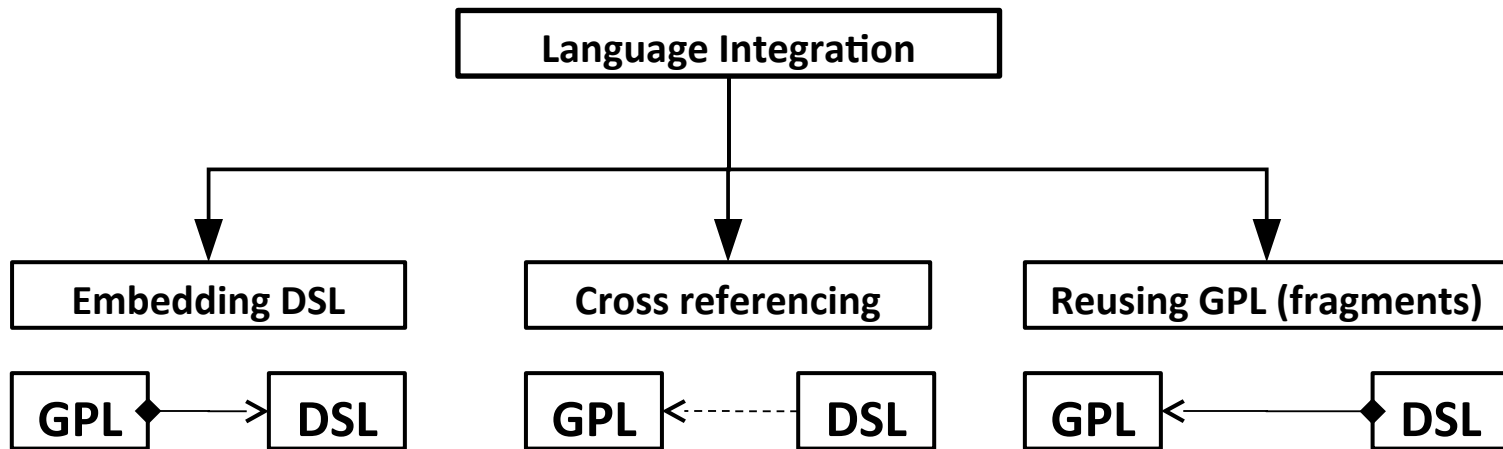 Language Integration
Embedding DSL
Cross referencing
Reusing GPL (fragments)
GPL
DSL
GPL
DSL
GPL
DSL